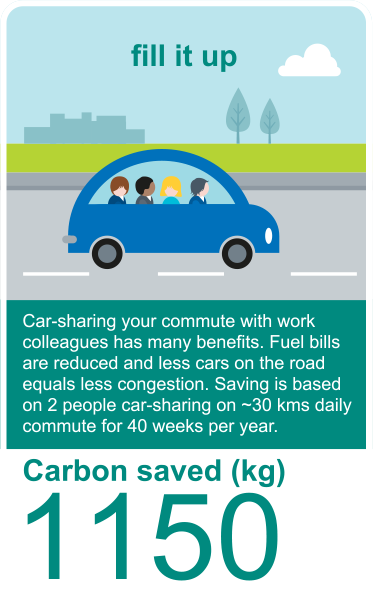 fill it up
Car-sharing your commute with work
colleagues has many benefits. Fuel bills
are reduced and less cars on the road
equals less congestion. Saving is based
on 2 people car-sharing on ~30 kms daily
commute for 40 weeks per year.
Carbon saved (kg)
1150